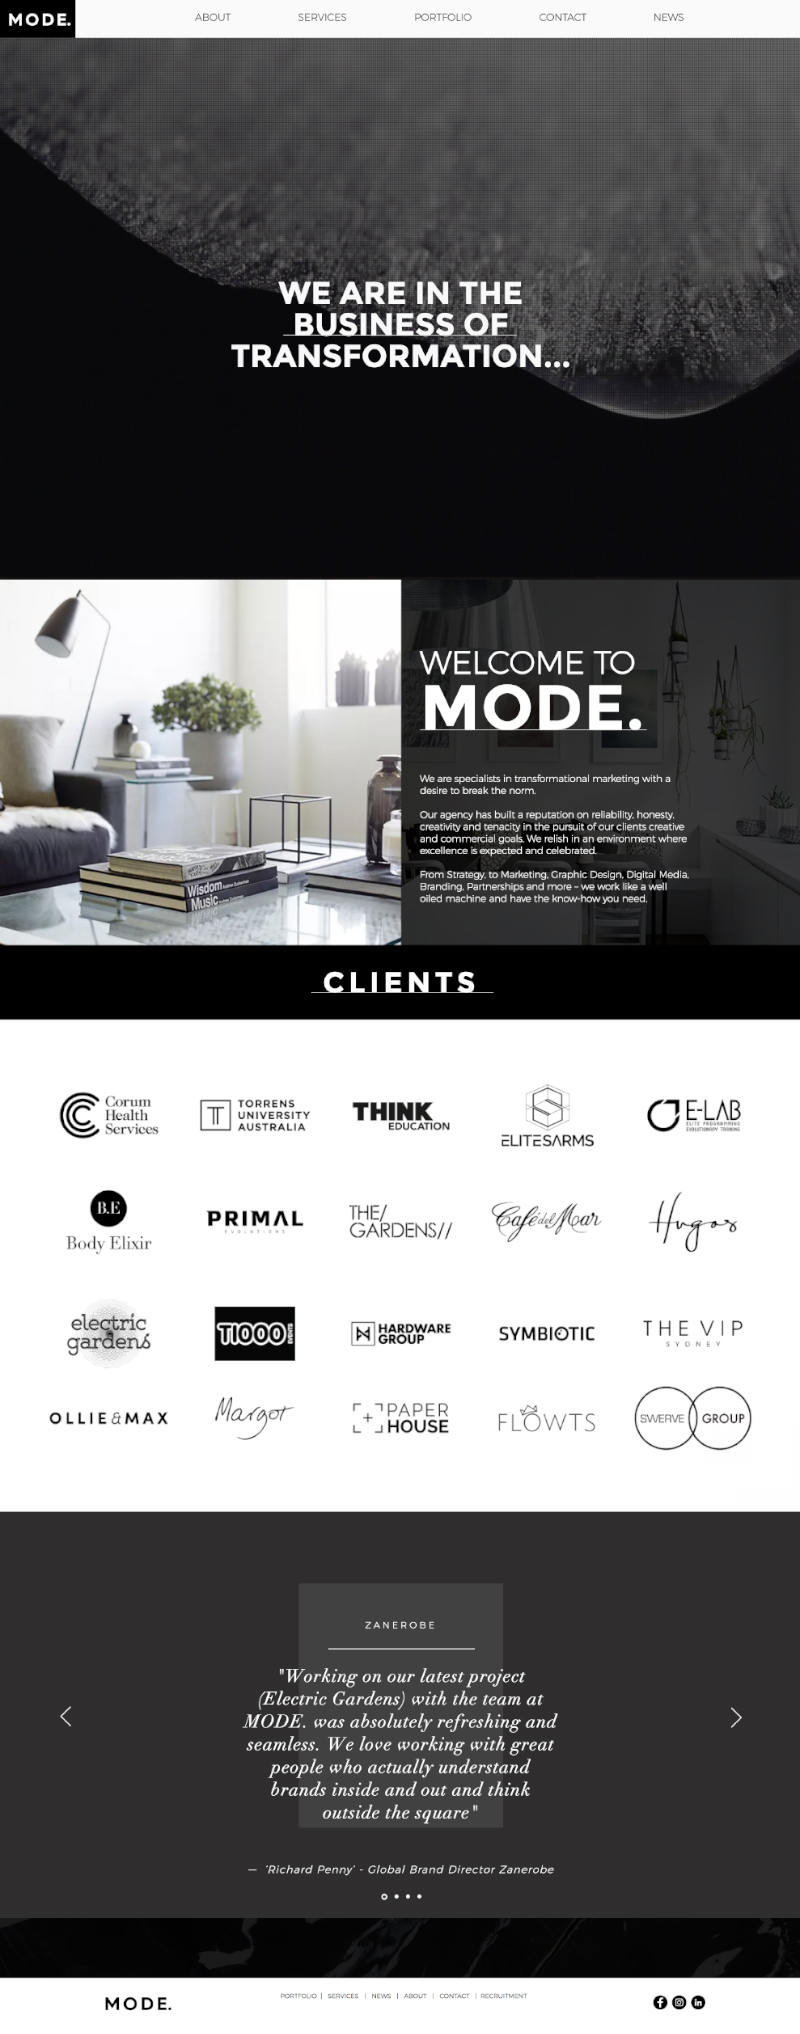 MODE.
ABOUT
SERVICES
PORTFOLIO
CONTACT
NEWS
WE ARE IN THE
BUSINESS OF
TRANSFORMATION...
Wisdom
Music
WELCOME TO
MODE.
We are specialists in transformational marketing with a
desire to break the norm.
Our agency has built a reputation on reliability, honesty,
creativity and tenacity in the pursuit of our clients creative
and commercial goals. We relish in an environment where
excellence is expected and celebrated.
From Strategy, to Marketing, Graphic Design, Digital Media,
Branding, Partnerships and more – we work like a well
oiled machine and have the know-how you need.
CLIENTS
Corum
Health
Services
TORRENS
UNIVERSITY
AUSTRALIA
THINK
EDUCATION
ELITESARMS
E-LAB
ELITE PROGRAMMING
EVOLUTIONARY TRAINING
B.E
Body Elixir
PRIMAL
EVOLUTIONS
THE/
GARDENS//
Café del Mar
Hugos
electric
gardens
T1000
EVENTS
HARDWARE
GROUP
SYMBIOTIC
THE VIP
SYDNEY
OLLIE & MAX
Margot
PAPER
HOUSE
FLOWTS
SWERVE
GROUP
ZANEROBE
"Working on our latest project
(Electric Gardens) with the team at
MODE. was absolutely refreshing and
seamless. We love working with great
people who actually understand
brands inside and out and think
outside the square"
— 'Richard Penny' - Global Brand Director Zanerobe
MODE.
PORTFOLIO | SERVICES | NEWS | ABOUT | CONTACT | RECRUITMENT